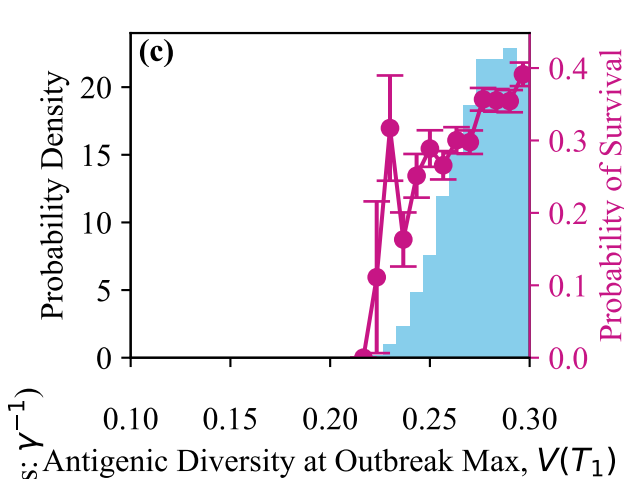 (c)
Probability Density
20
15
10
5
0
0.4
0.3
0.2
0.1
0.0
Probability of Survival
0.10 0.15 0.20 0.25 0.30
Antigenic Diversity at Outbreak Max, V(T₁)
s: γ⁻¹)